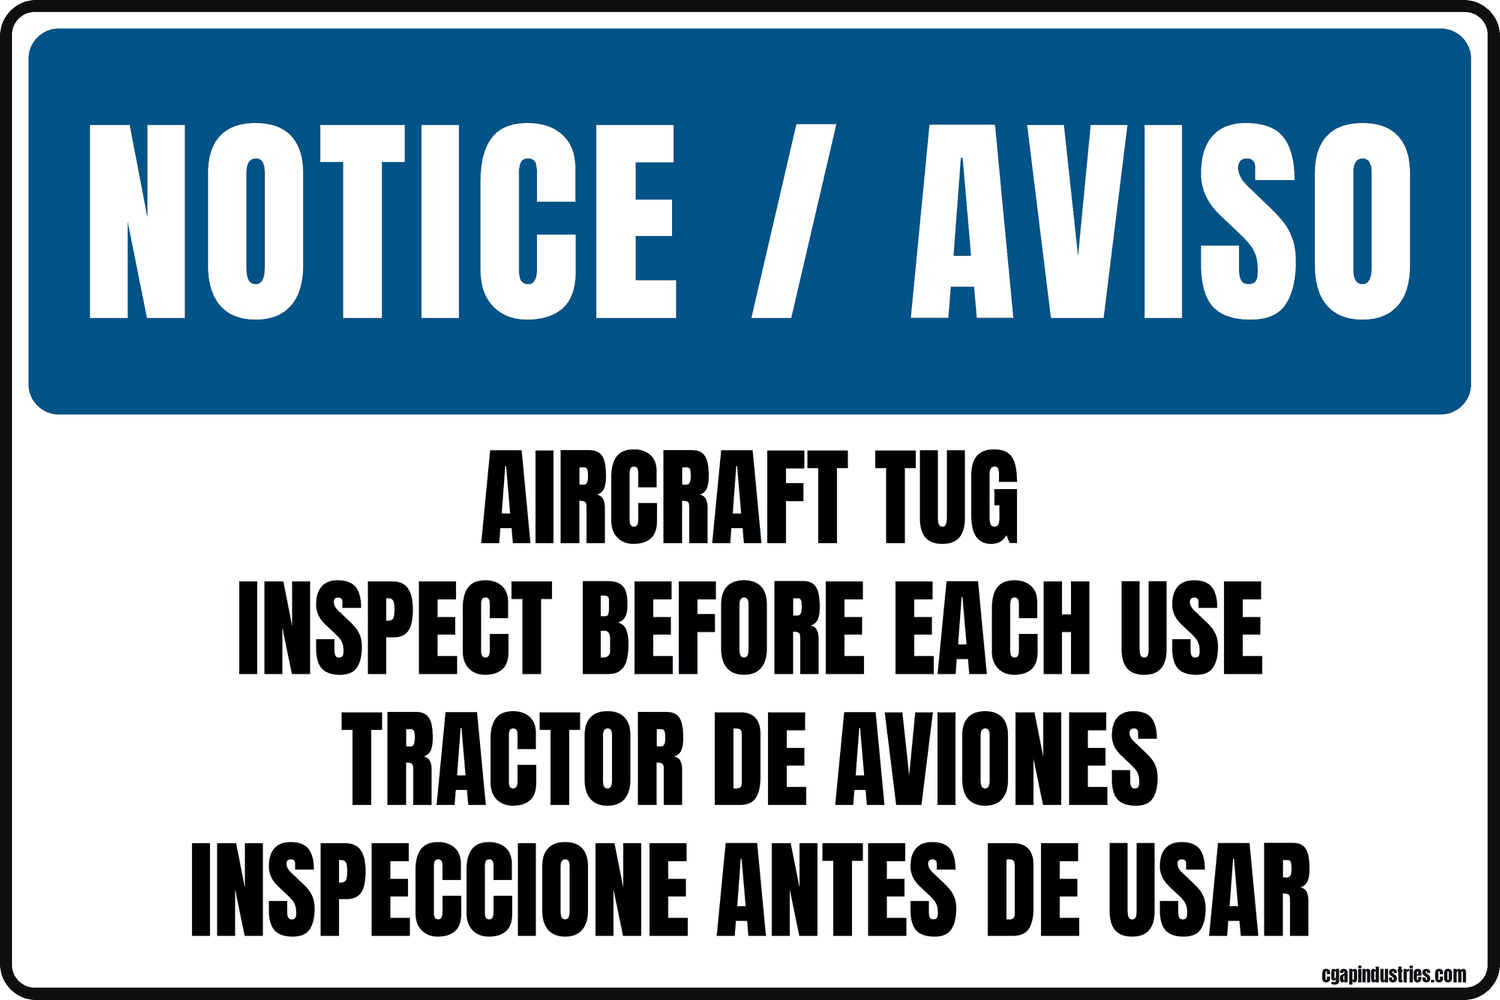 NOTICE / AVISO
AIRCRAFT TUG
INSPECT BEFORE EACH USE
TRACTOR DE AVIONES
INSPECCIONE ANTES DE USAR
cgapindustries.com